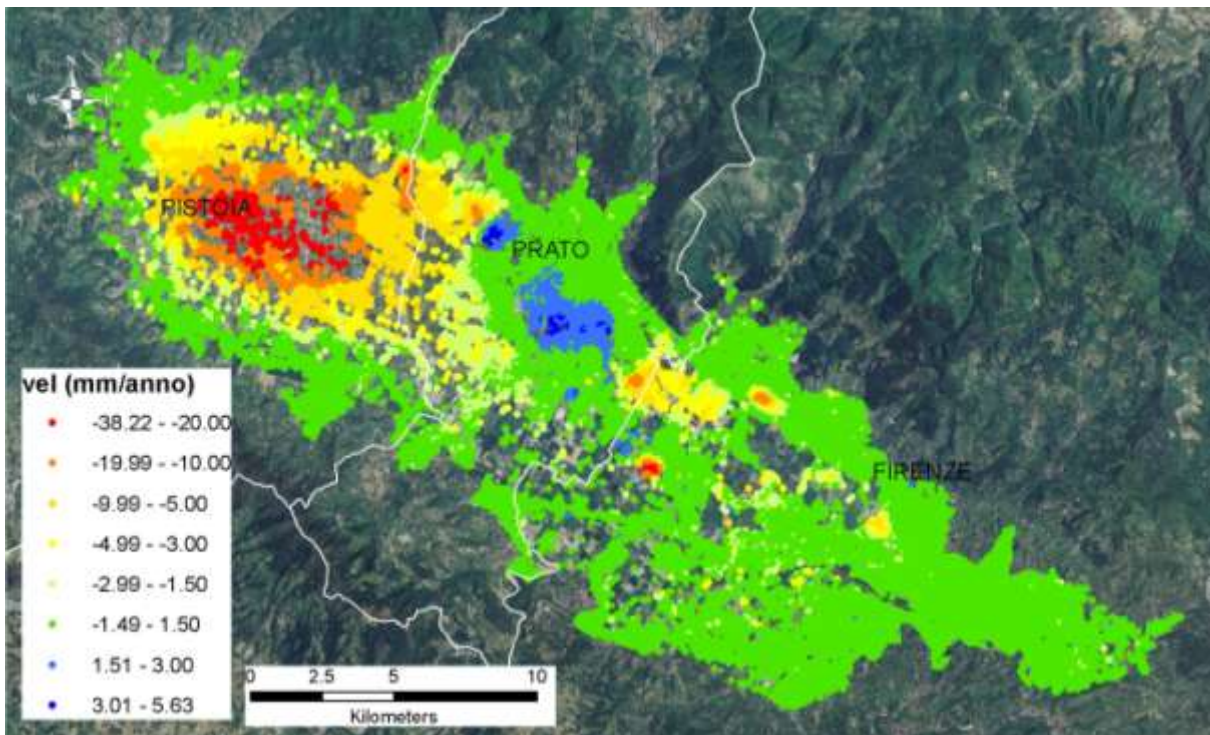 PISTOIA
PRATO
FIRENZE
vel (mm/anno)
-38.22 - -20.00
-19.99 - -10.00
-9.99 - -5.00
-4.99 - -3.00
-2.99 - -1.50
-1.49 - 1.50
1.51 - 3.00
3.01 - 5.63
0 2.5 5 10
Kilometers